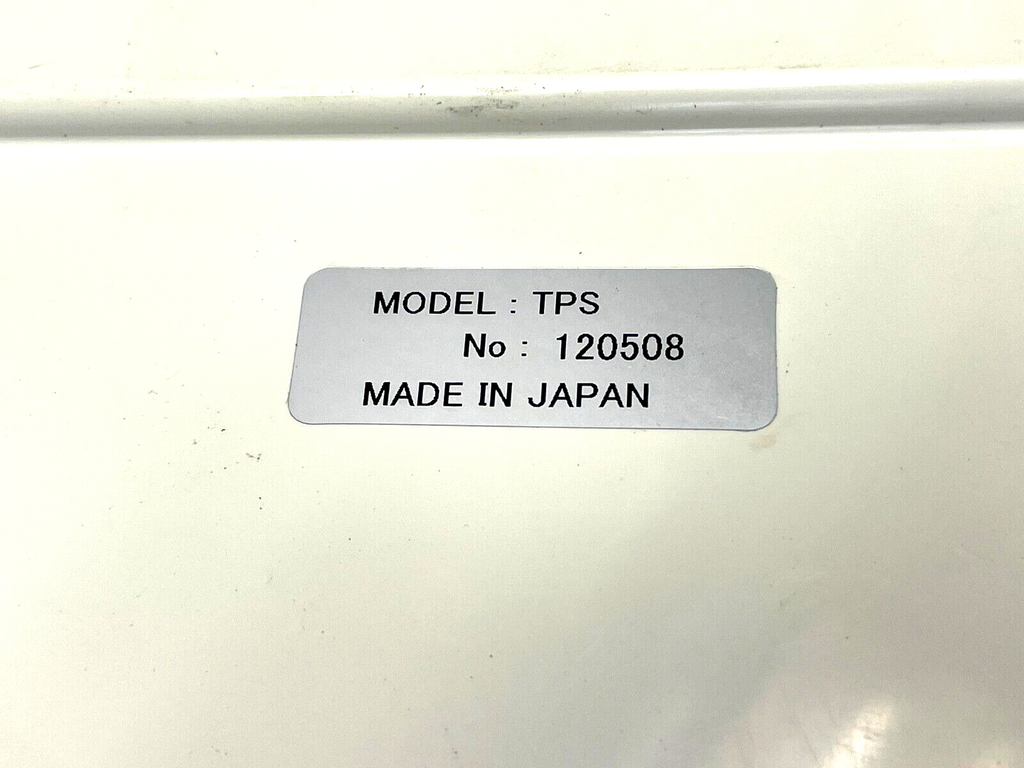 MODEL : TPS
No : 120508
MADE IN JAPAN